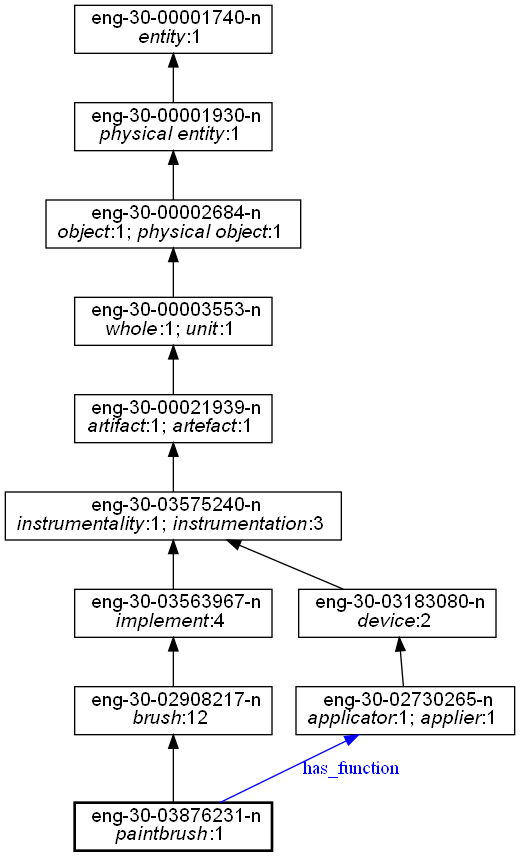 eng-30-00001740-n
entity:1
eng-30-00001930-n
physical entity:1
eng-30-00002684-n
object:1; physical object:1
eng-30-00003553-n
whole:1; unit:1
eng-30-00021939-n
artifact:1; artefact:1
eng-30-03575240-n
instrumentality:1; instrumentation:3
eng-30-03563967-n
implement:4
eng-30-03183080-n
device:2
eng-30-02908217-n
brush:12
eng-30-02730265-n
applicator:1; applier:1
has_function
eng-30-03876231-n
paintbrush:1